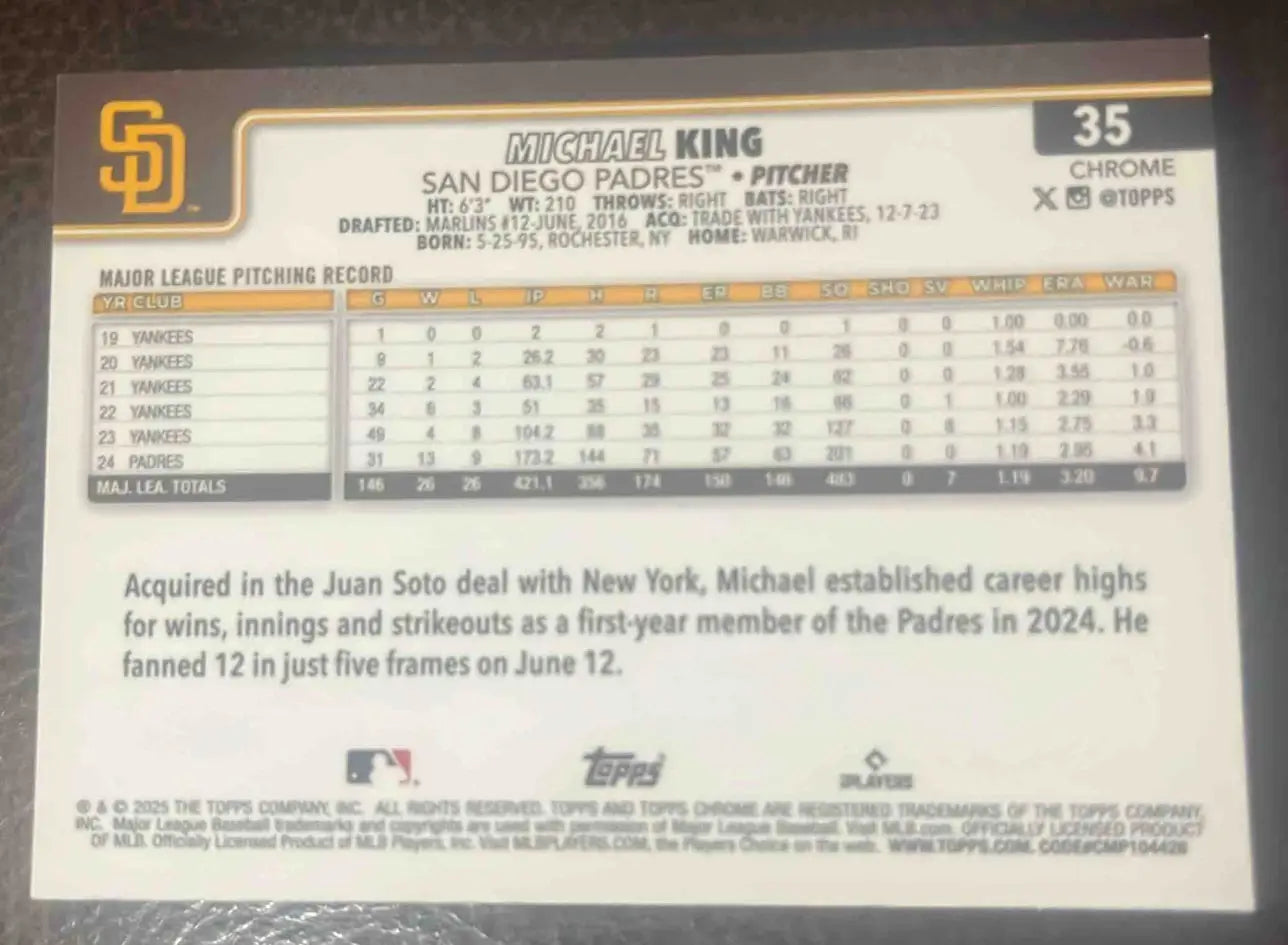 SD
MICHAEL KING
35
SAN DIEGO PADRES™ • PITCHER
CHROME
HT: 6'3" WT: 210 THROWS: RIGHT BATS: RIGHT
@TOPPS
DRAFTED: MARLINS #12-JUNE, 2016 ACQ: TRADE WITH YANKEES, 12-7-23
BORN: 5-25-95, ROCHESTER, NY HOME: WARWICK, RI
MAJOR LEAGUE PITCHING RECORD
YR CLUB G W L IP H R ER BB SO SHO SV WHIP ERA WAR
19 YANKEES 1 0 0 2 2 1 0 0 1 0 0 1.00 0.00 0.0
20 YANKEES 9 1 2 26.2 30 23 23 11 26 0 0 1.54 7.76 -0.6
21 YANKEES 22 2 4 63.1 57 29 25 24 62 0 0 1.28 3.55 1.0
22 YANKEES 34 6 3 51 35 15 13 16 66 0 1 1.00 2.29 1.9
23 YANKEES 49 4 8 104.2 88 38 32 32 127 0 6 1.15 2.75 3.3
24 PADRES 31 13 9 173.2 144 71 57 63 201 0 0 1.19 2.95 4.1
MAJ. LEA. TOTALS 146 26 26 421.1 356 174 150 146 483 0 7 1.19 3.20 9.7
Acquired in the Juan Soto deal with New York, Michael established career highs
for wins, innings and strikeouts as a first-year member of the Padres in 2024. He
fanned 12 in just five frames on June 12.
topps
PLAYERS
® & © 2025 THE TOPPS COMPANY, INC. ALL RIGHTS RESERVED. TOPPS AND TOPPS CHROME ARE REGISTERED TRADEMARKS OF THE TOPPS COMPANY,
INC. Major League Baseball trademarks and copyrights are used with permission of Major League Baseball. Visit MLB.com. OFFICIALLY LICENSED PRODUCT
OF MLB. Officially Licensed Product of MLB Players, Inc. Visit MLBPLAYERS.COM, the Players Choice on the web. WWW.TOPPS.COM. CODE#CMP104426